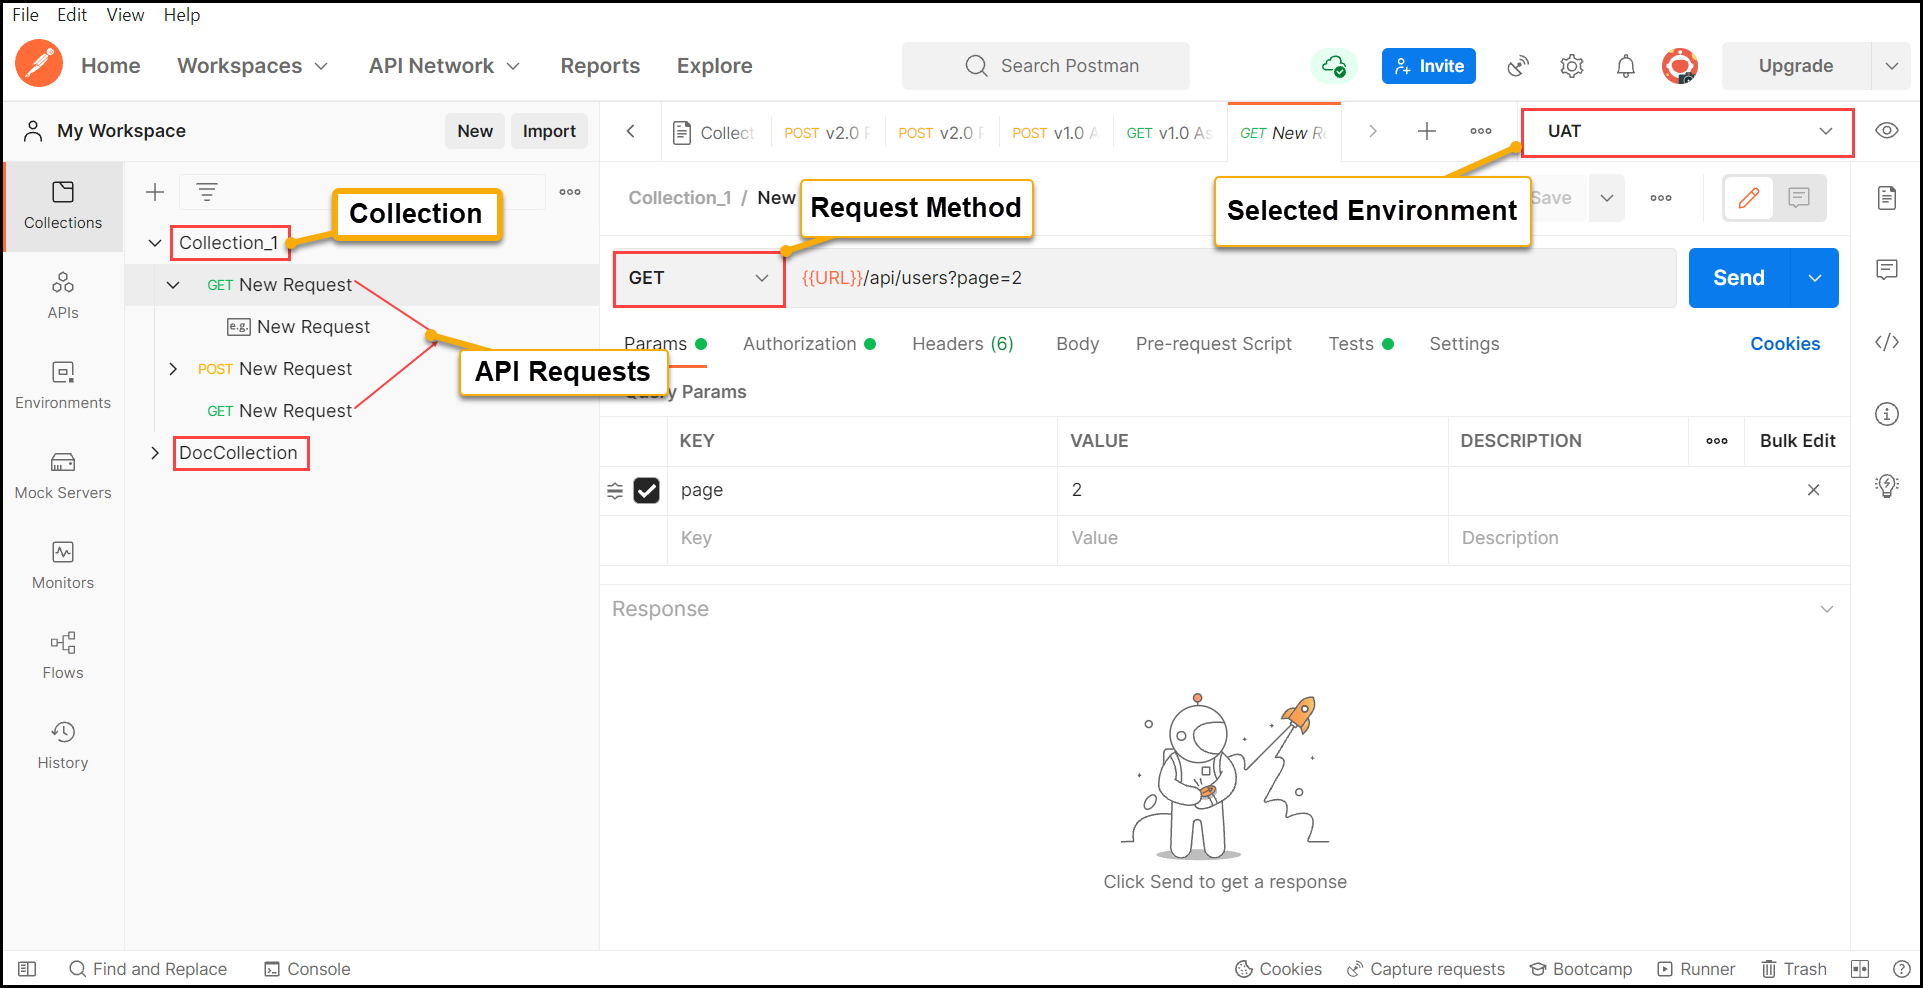 File Edit View Help
Home Workspaces API Network Reports Explore Search Postman Invite Upgrade
My Workspace New Import Collect POST v2.0 POST v2.0 POST v1.0 GET v1.0 As GET New Re UAT
Collections
Collection
Collection_1 / New Request Method Selected Environment Save
Collection_1
GET New Request
e.g. New Request
POST New Request
GET New Request
DocCollection
API Requests
APIs
Environments
Mock Servers
Monitors
Flows
History
GET {{URL}}/api/users?page=2 Send
Params Authorization Headers (6) Body Pre-request Script Tests Settings Cookies
Query Params
KEY VALUE DESCRIPTION Bulk Edit
page 2
Key Value Description
Response
Click Send to get a response
Find and Replace Console Cookies Capture requests Bootcamp Runner Trash